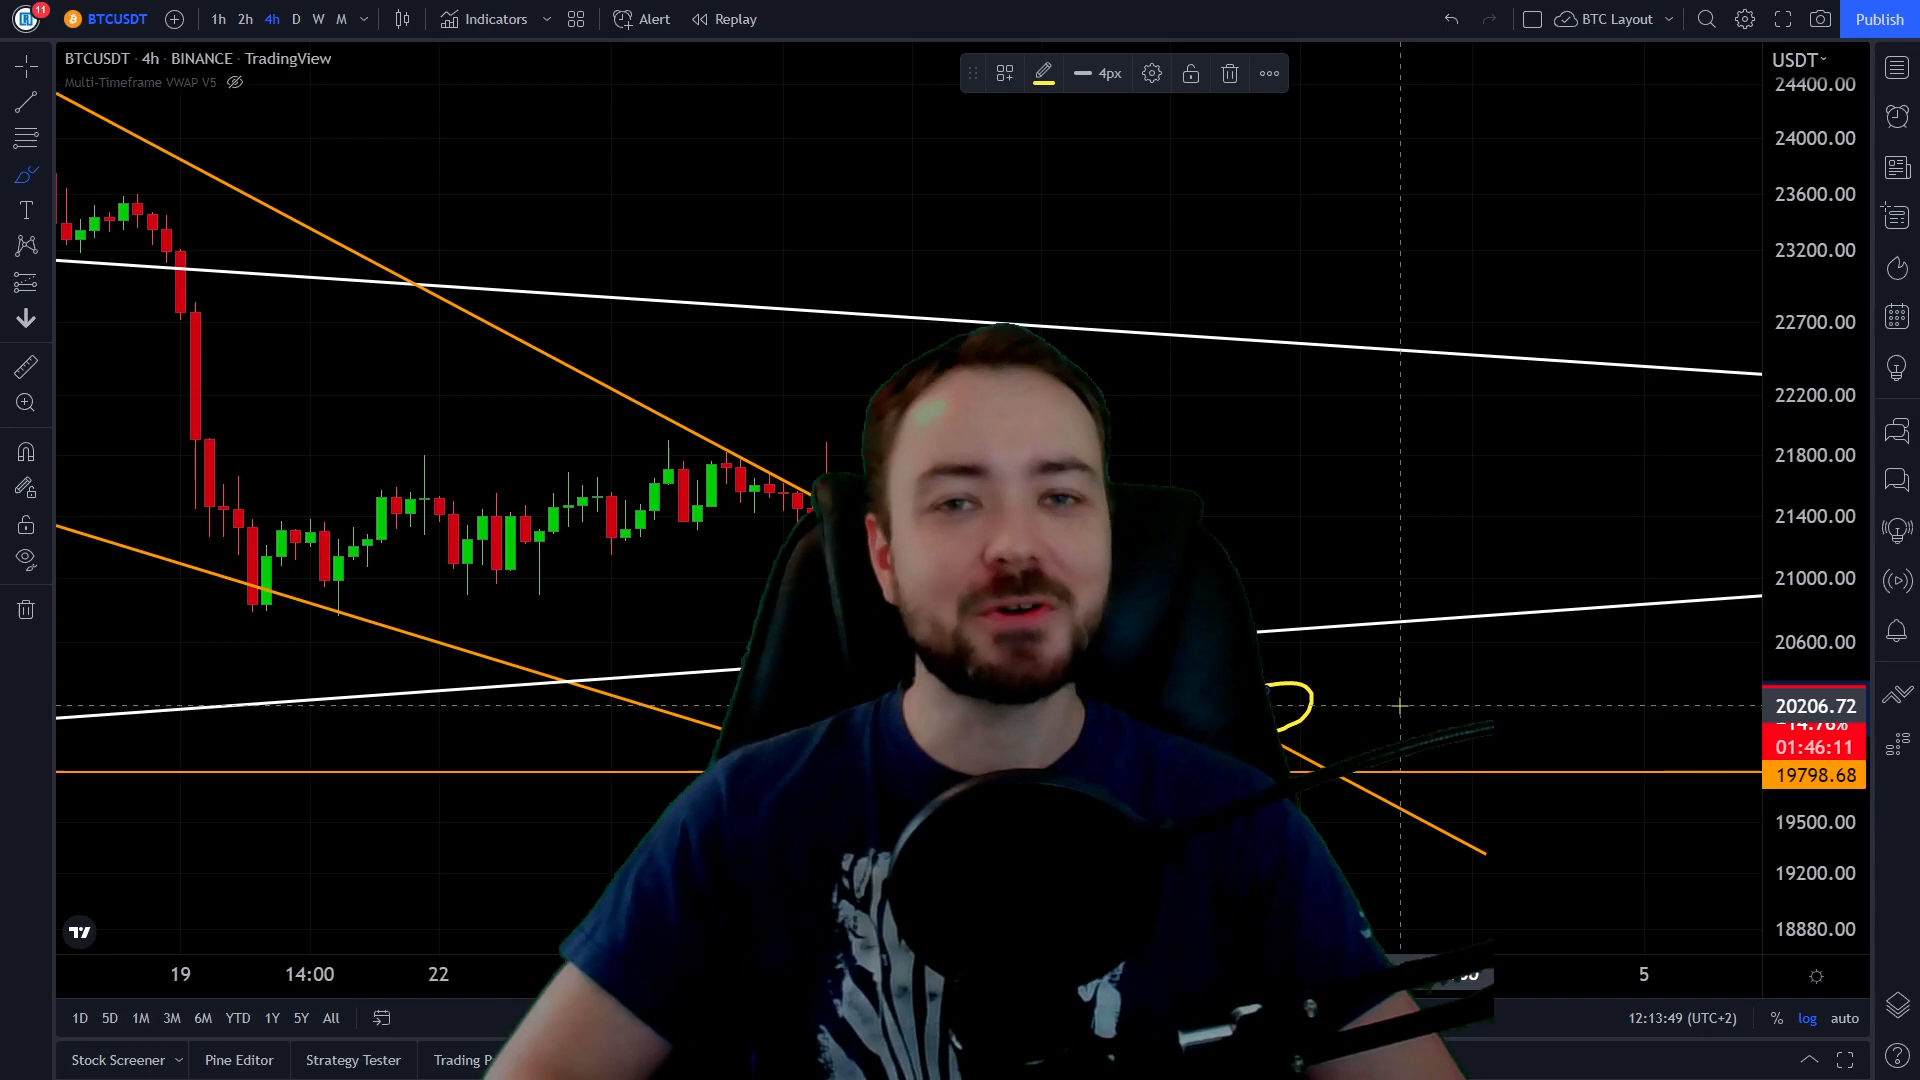 11
BTCUSDT
1h 2h 4h D W M
Indicators
Alert
Replay
BTC Layout
Publish
BTCUSDT · 4h · BINANCE · TradingView
Multi-Timeframe VWAP V5
4px
USDT
24400.00
24000.00
23600.00
23200.00
22700.00
22200.00
21800.00
21400.00
21000.00
20600.00
20206.72
-14.76%
01:46:11
19798.68
19500.00
19200.00
18880.00
19 14:00 22 5
1D 5D 1M 3M 6M YTD 1Y 5Y All
12:13:49 (UTC+2) % log auto
Stock Screener Pine Editor Strategy Tester Trading P